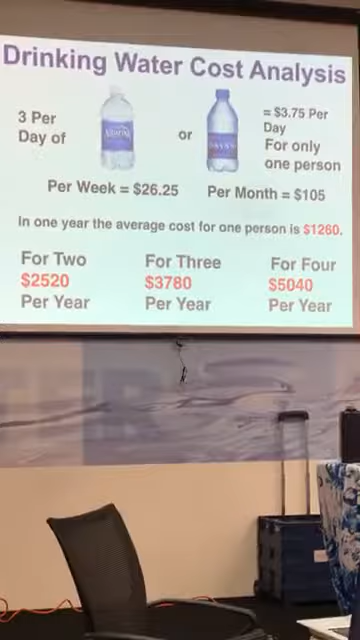 Drinking Water Cost Analysis
3 Per
Day of
or
= $3.75 Per
Day
For only
one person
Per Week = $26.25
Per Month = $105
In one year the average cost for one person is $1260.
For Two
$2520
Per Year
For Three
$3780
Per Year
For Four
$5040
Per Year